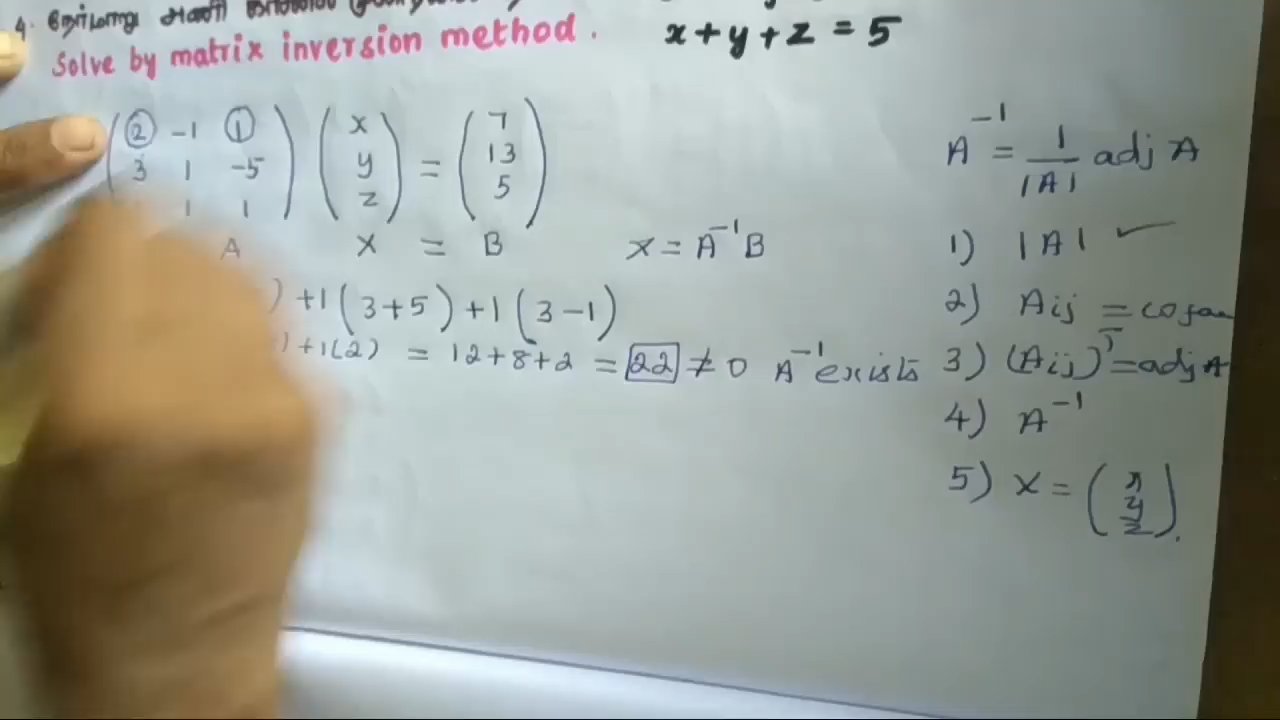 4. நேர்மாறு அணி
Solve by matrix inversion method. x + y + z = 5
2 -1 1 x 7
3 1 -5 y = 13
1 1 z 5
A X = B X = A⁻¹B
) +1 (3+5) +1 (3-1)
) +1(2) = 12+8+2 = 22 ≠ 0 A⁻¹ exists
A⁻¹ = 1/|A| adj A
1) |A| ✓
2) Aij =
3) (Aij)ᵀ = adj A
4) A⁻¹
5) X = (x y z).